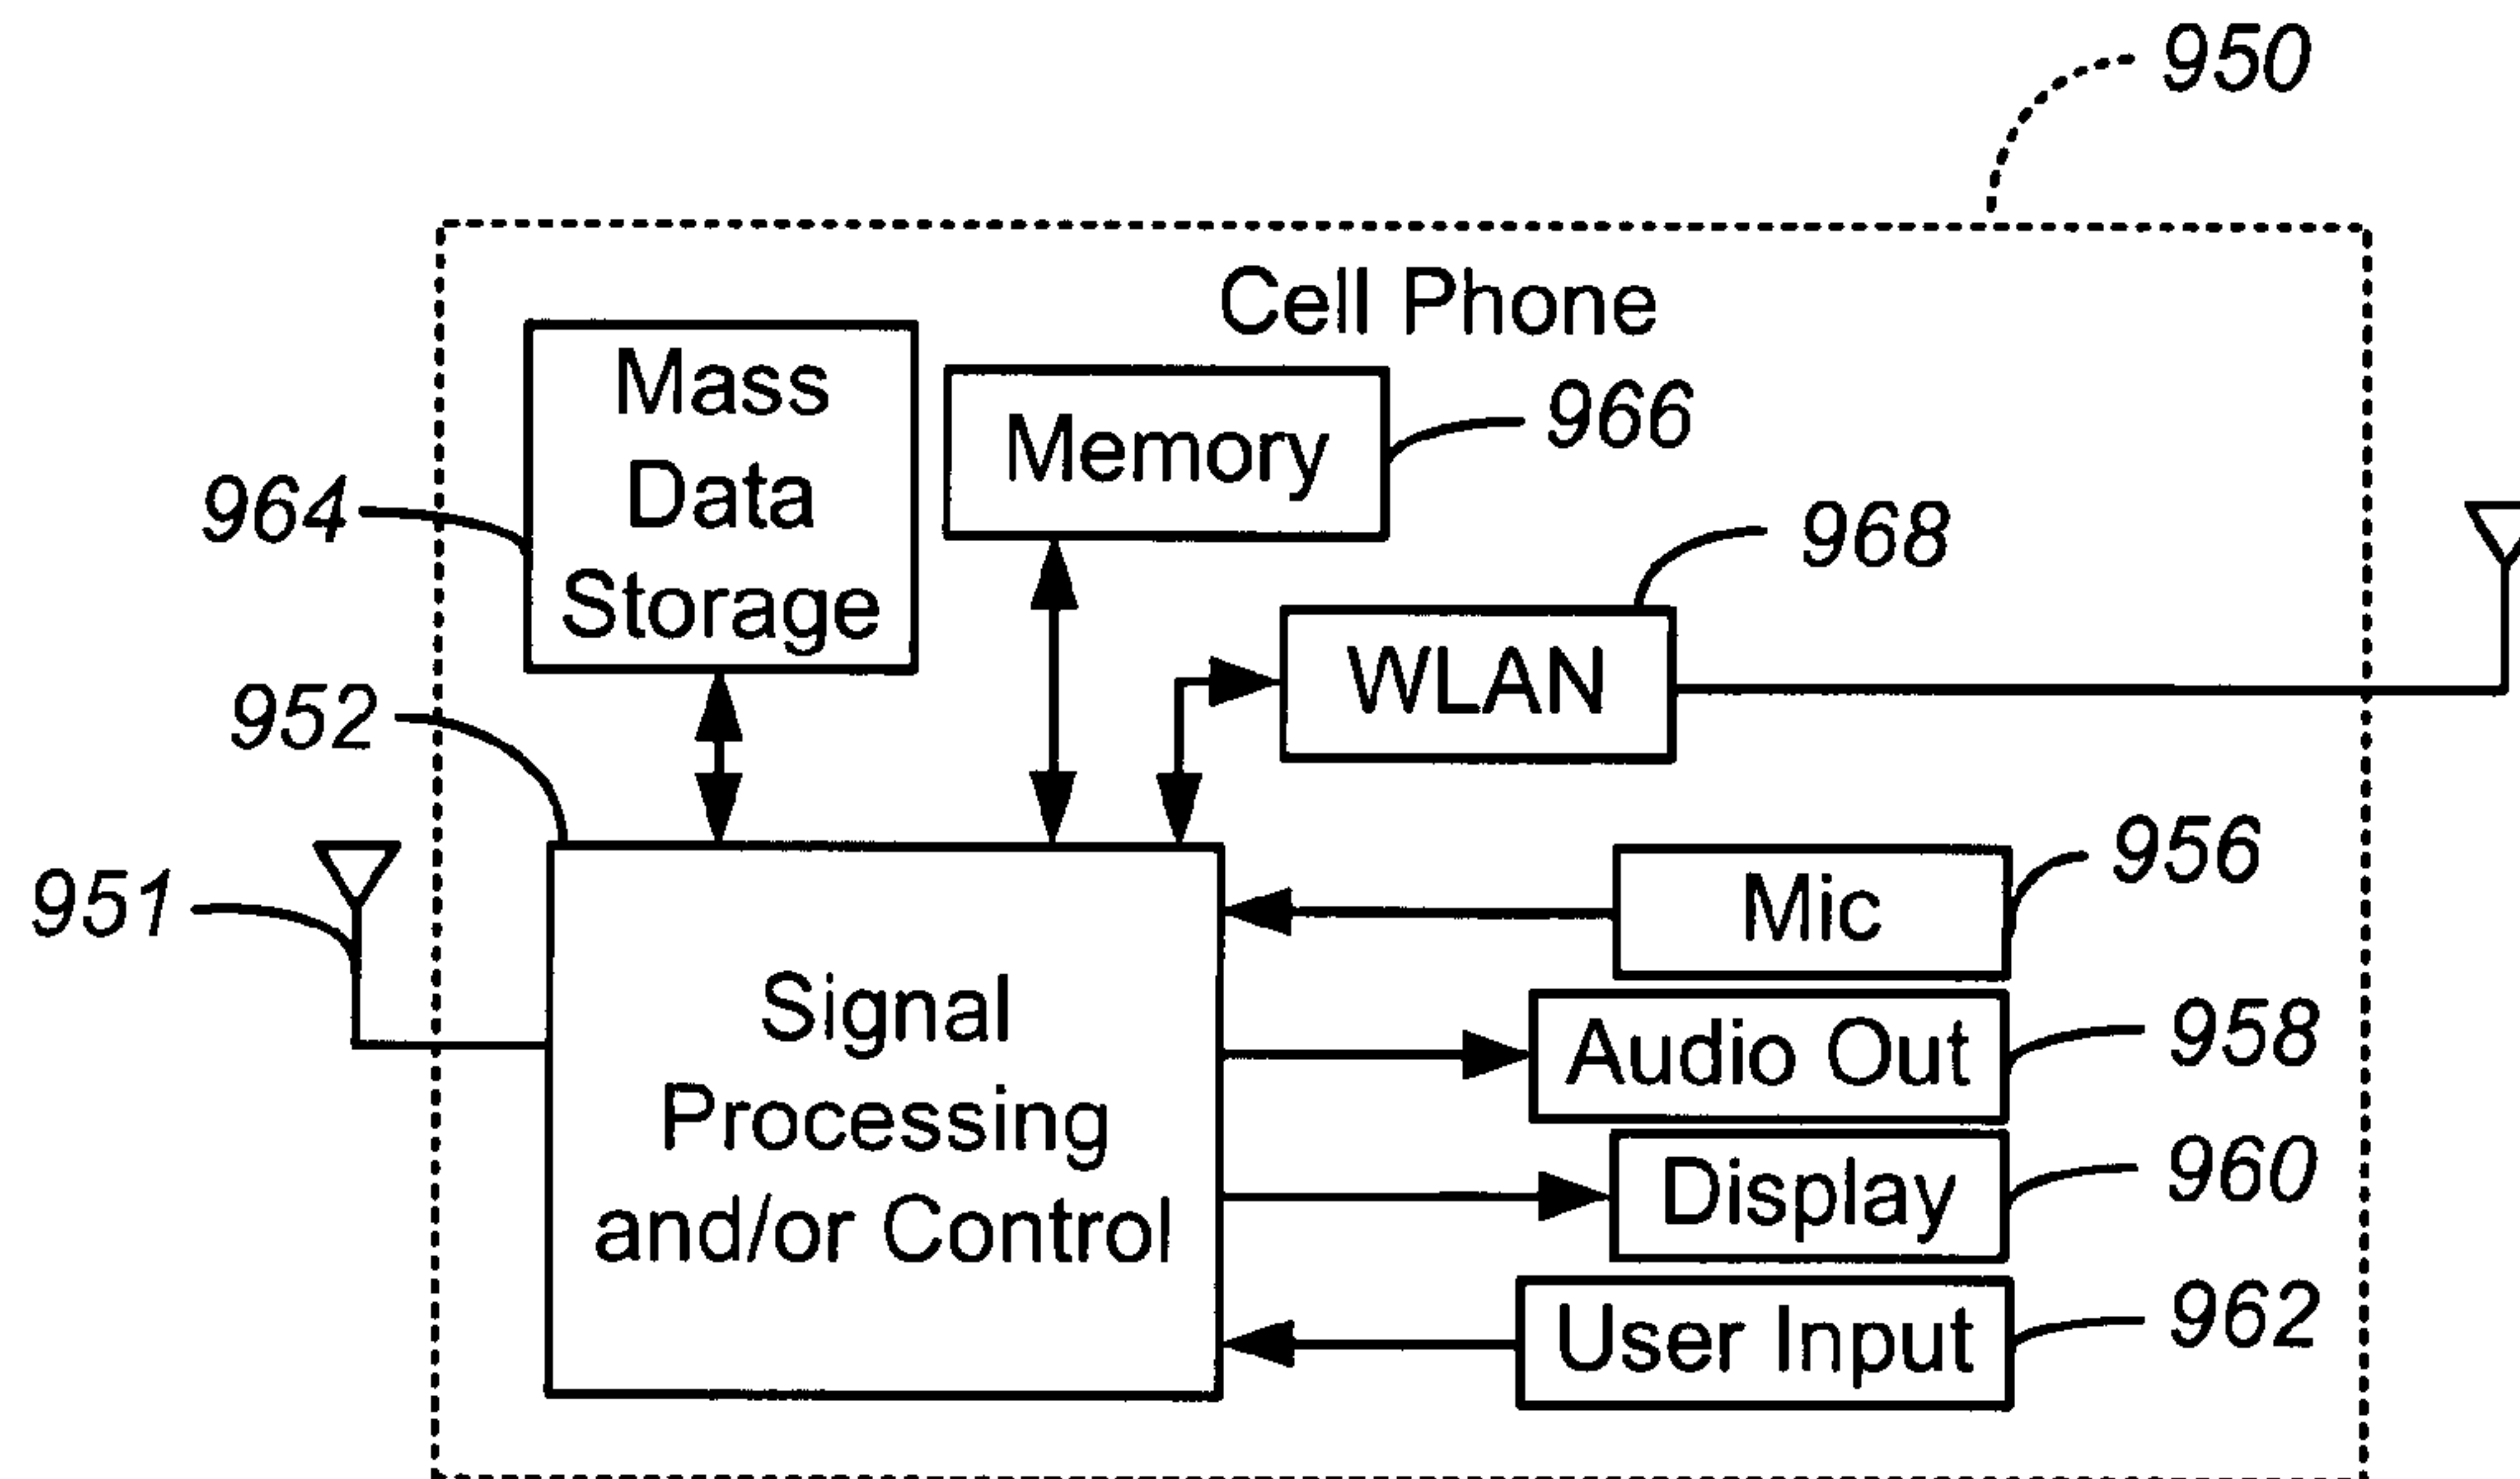 950
Cell Phone
Mass
Data
Storage
Memory
966
964
968
WLAN
952
951
956
Mic
Signal
Processing
and/or Control
Audio Out
958
Display
960
User Input
962